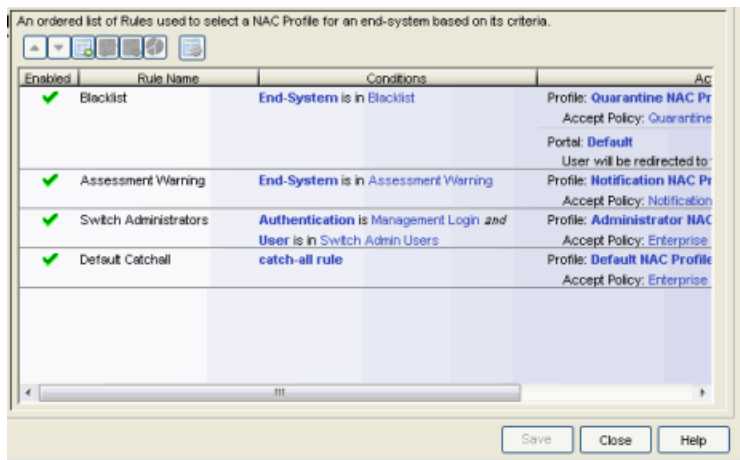 An ordered list of Rules used to select a NAC Profile for an end-system based on its criteria.
Enabled Rule Name Conditions Ac
Blacklist End-System is in Blacklist Profile: Quarantine NAC Pr
Accept Policy: Quarantine
Portal: Default
User will be redirected to
Assessment Warning End-System is in Assessment Warning Profile: Notification NAC Pr
Accept Policy: Notification
Switch Administrators Authentication is Management Login and Profile: Administrator NAC
User is in Switch Admin Users Accept Policy: Enterprise
Default Catchall catch-all rule Profile: Default NAC Profile
Accept Policy: Enterprise
Save Close Help